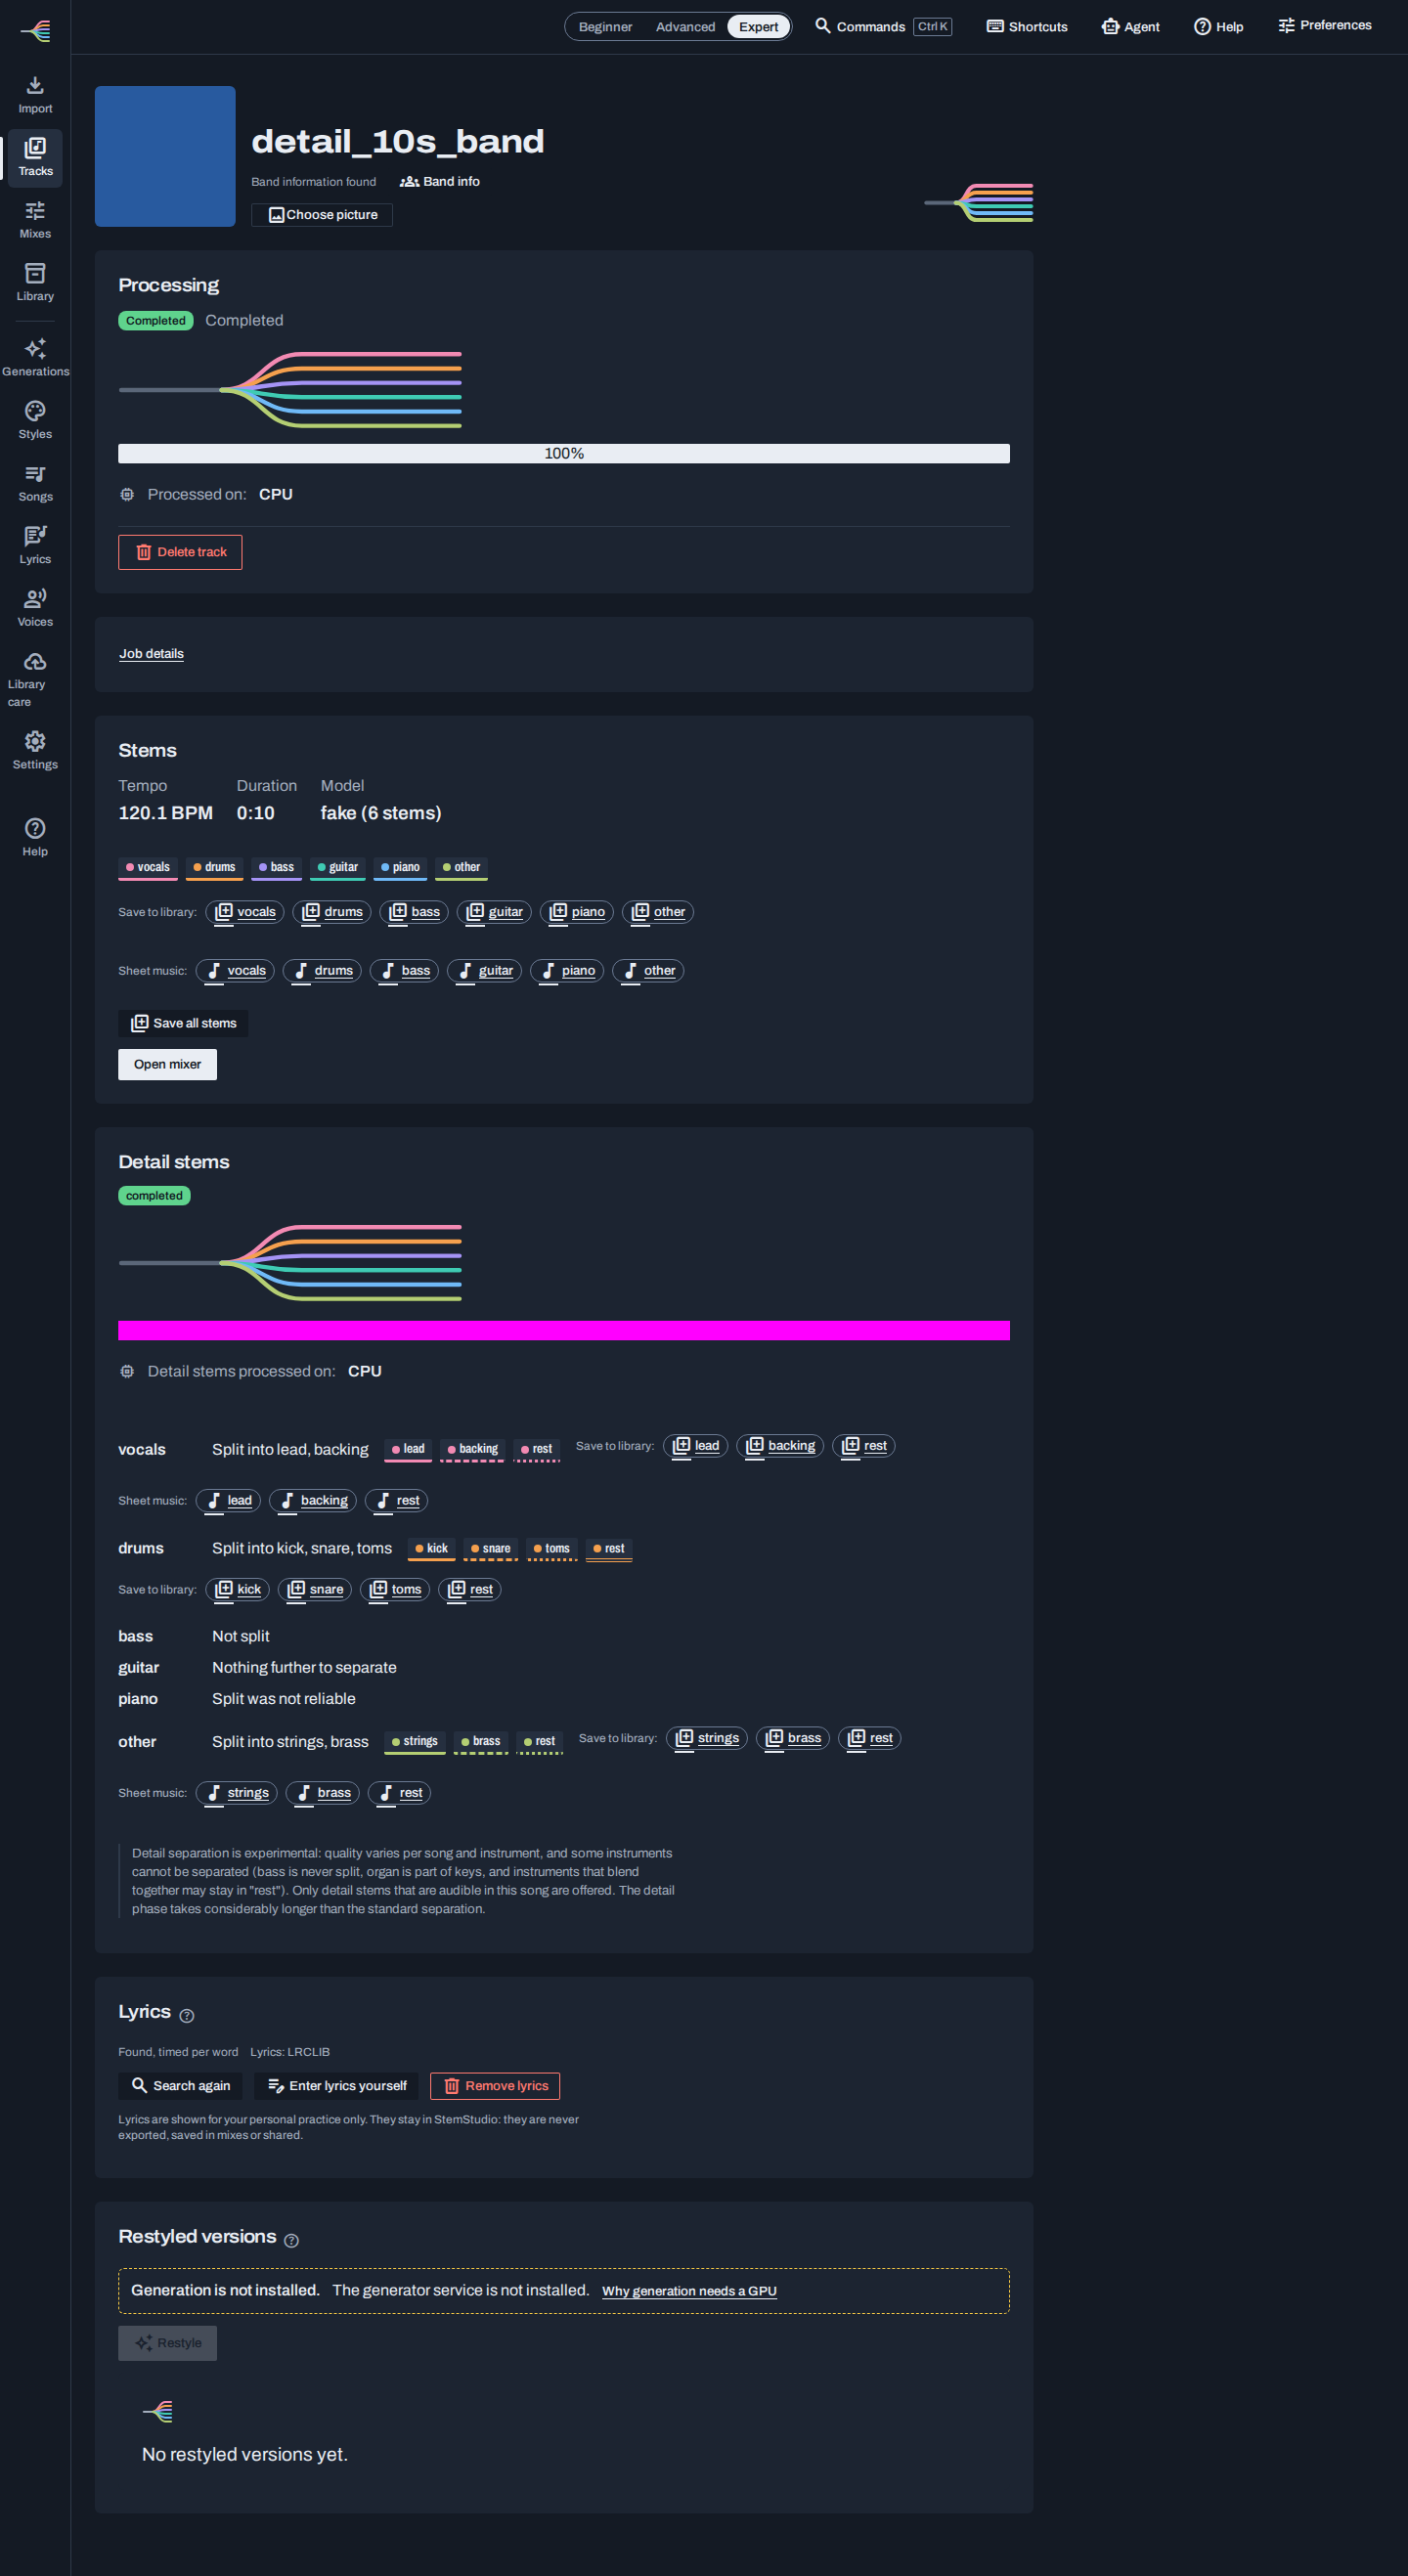 Beginner Advanced Expert Commands Ctrl K Shortcuts Agent Help Preferences
Import
Tracks
Mixes
Library
Generations
Styles
Songs
Lyrics
Voices
Library
care
Settings
Help
detail_10s_band
Band information found Band info
Choose picture
Processing
Completed Completed
100%
Processed on: CPU
Delete track
Job details
Stems
Tempo Duration Model
120.1 BPM 0:10 fake (6 stems)
vocals drums bass guitar piano other
Save to library: vocals drums bass guitar piano other
Sheet music: vocals drums bass guitar piano other
Save all stems
Open mixer
Detail stems
completed
Detail stems processed on: CPU
vocals Split into lead, backing lead backing rest Save to library: lead backing rest
Sheet music: lead backing rest
drums Split into kick, snare, toms kick snare toms rest
Save to library: kick snare toms rest
bass Not split
guitar Nothing further to separate
piano Split was not reliable
other Split into strings, brass strings brass rest Save to library: strings brass rest
Sheet music: strings brass rest
Detail separation is experimental: quality varies per song and instrument, and some instruments
cannot be separated (bass is never split, organ is part of keys, and instruments that blend
together may stay in "rest"). Only detail stems that are audible in this song are offered. The detail
phase takes considerably longer than the standard separation.
Lyrics
Found, timed per word Lyrics: LRCLIB
Search again Enter lyrics yourself Remove lyrics
Lyrics are shown for your personal practice only. They stay in StemStudio: they are never
exported, saved in mixes or shared.
Restyled versions
Generation is not installed. The generator service is not installed. Why generation needs a GPU
Restyle
No restyled versions yet.